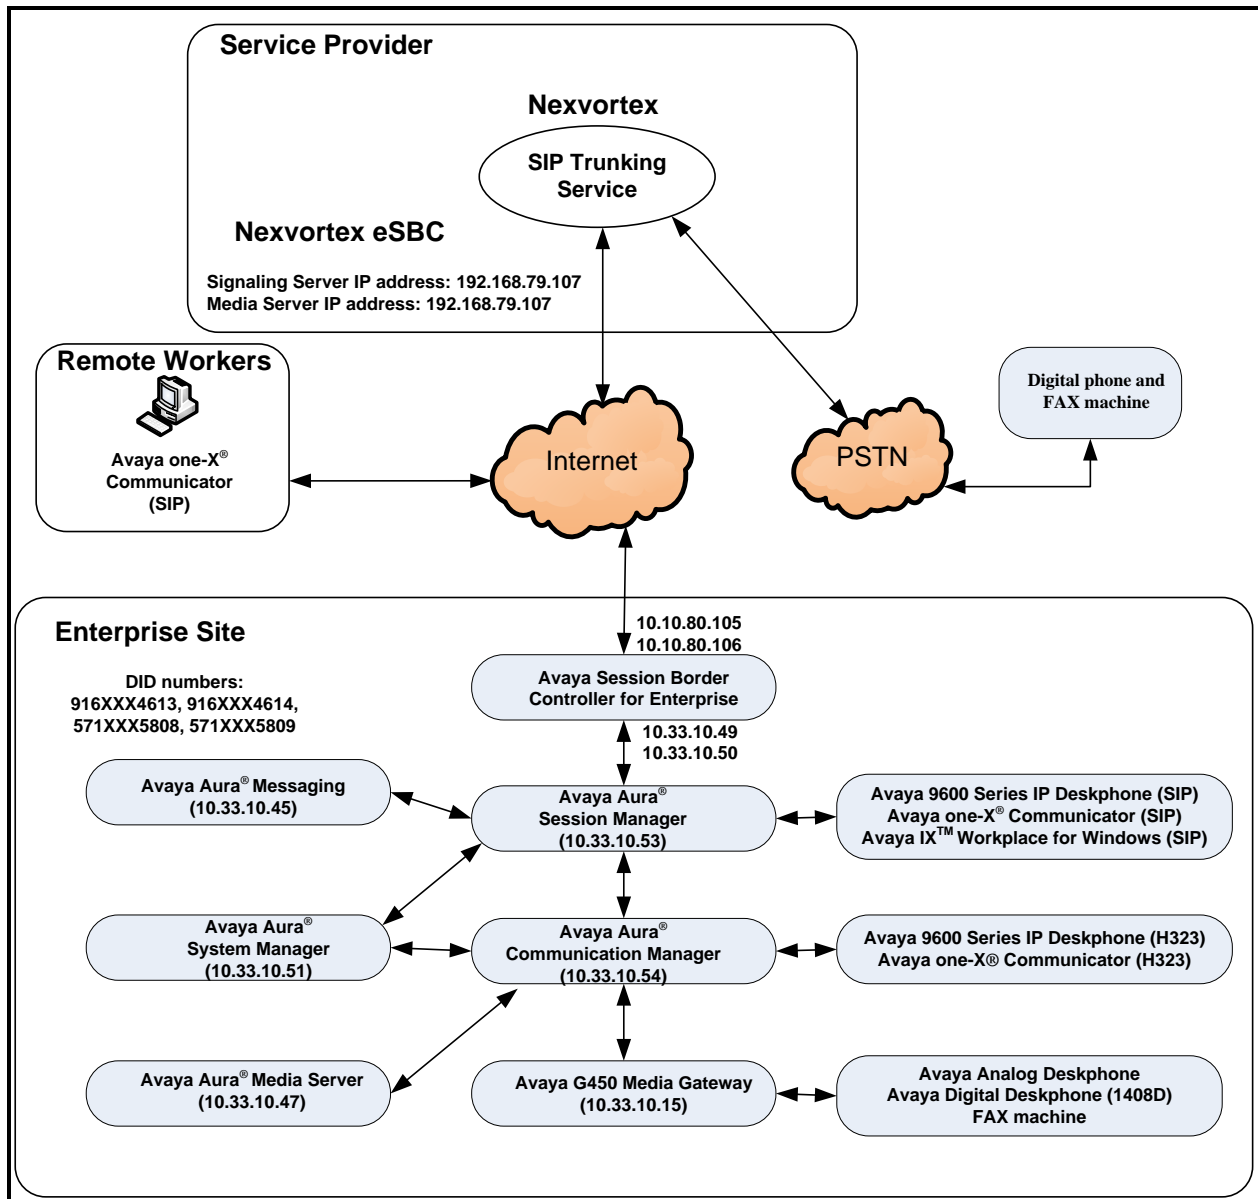 Service Provider
Nexvortex
SIP Trunking
Service
Nexvortex eSBC
Signaling Server IP address: 192.168.79.107
Media Server IP address: 192.168.79.107
Remote Workers
Avaya one-X®
Communicator
(SIP)
Internet
PSTN
Digital phone and
FAX machine
Enterprise Site
DID numbers:
916XXX4613, 916XXX4614,
571XXX5808, 571XXX5809
10.10.80.105
10.10.80.106
Avaya Session Border
Controller for Enterprise
10.33.10.49
10.33.10.50
Avaya Aura® Messaging
(10.33.10.45)
Avaya Aura®
Session Manager
(10.33.10.53)
Avaya 9600 Series IP Deskphone (SIP)
Avaya one-X® Communicator (SIP)
Avaya IX™ Workplace for Windows (SIP)
Avaya Aura®
System Manager
(10.33.10.51)
Avaya Aura®
Communication Manager
(10.33.10.54)
Avaya 9600 Series IP Deskphone (H323)
Avaya one-X® Communicator (H323)
Avaya Aura® Media Server
(10.33.10.47)
Avaya G450 Media Gateway
(10.33.10.15)
Avaya Analog Deskphone
Avaya Digital Deskphone (1408D)
FAX machine